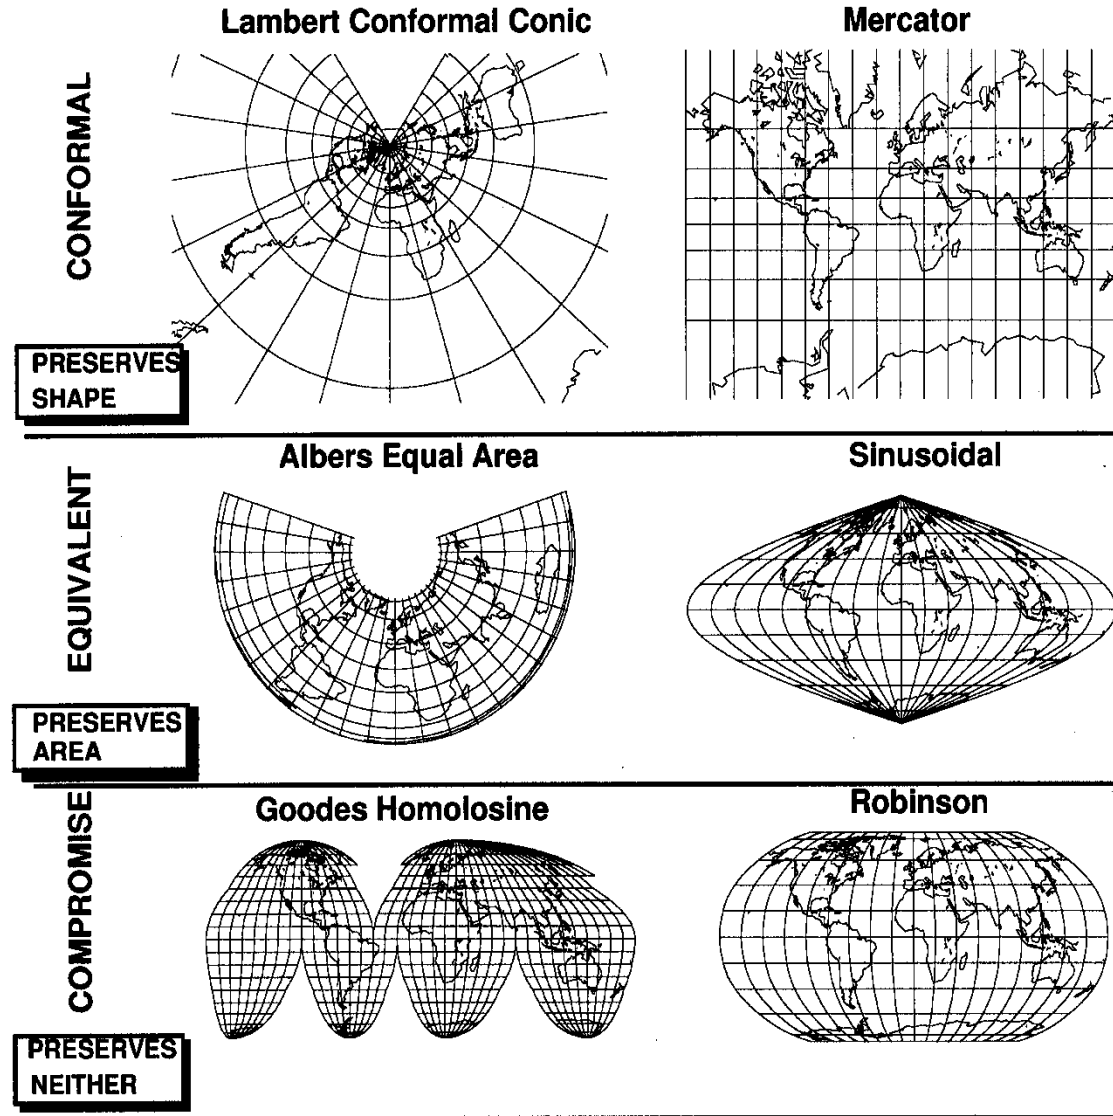 Lambert Conformal Conic
Mercator
CONFORMAL
PRESERVES
SHAPE
Albers Equal Area
Sinusoidal
EQUIVALENT
PRESERVES
AREA
Goodes Homolosine
Robinson
COMPROMISE
PRESERVES
NEITHER